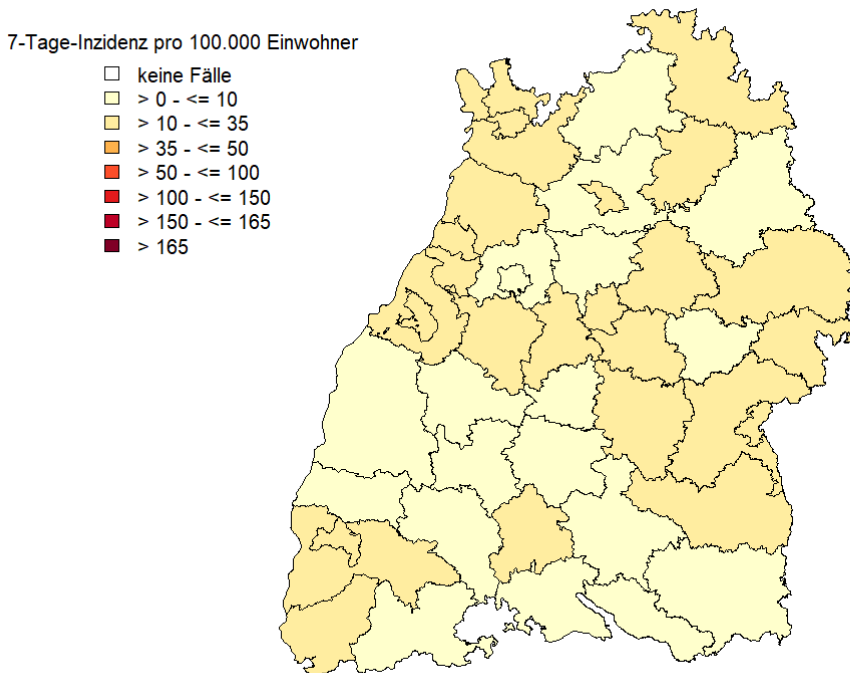 7-Tage-Inzidenz pro 100.000 Einwohner
keine Fälle
> 0 - <= 10
> 10 - <= 35
> 35 - <= 50
> 50 - <= 100
> 100 - <= 150
> 150 - <= 165
> 165